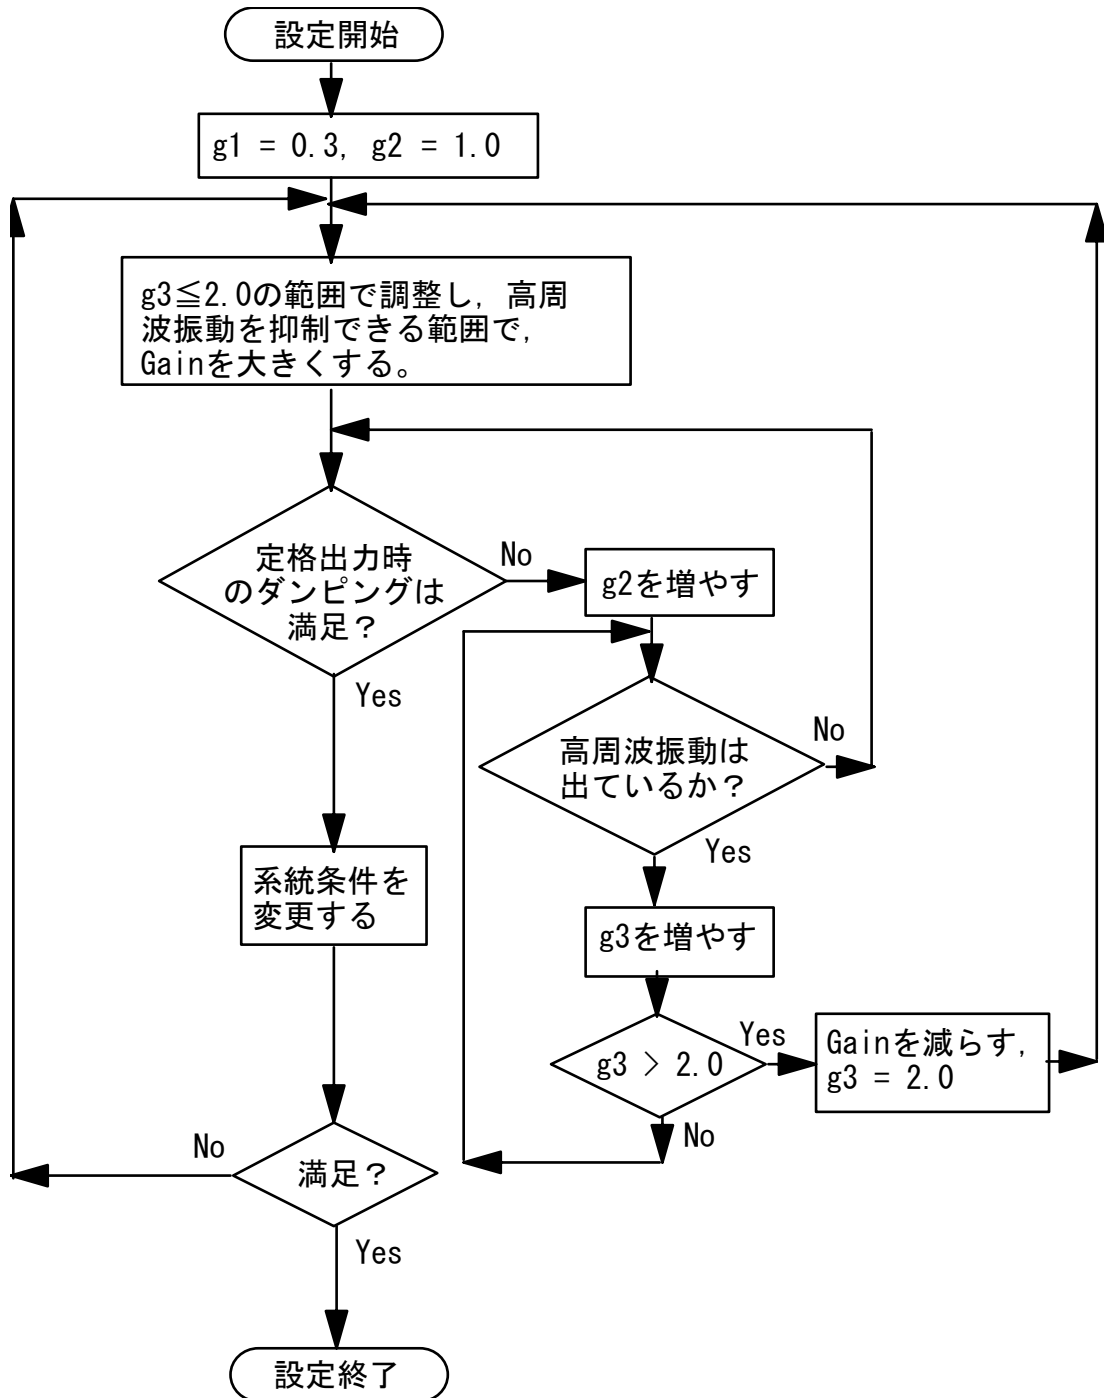 設定開始
g1 = 0.3, g2 = 1.0
g3≦2.0の範囲で調整し,高周
波振動を抑制できる範囲で,
Gainを大きくする。
定格出力時
のダンピングは
満足?
No
g2を増やす
Yes
高周波振動は
出ているか?
No
Yes
系統条件を
変更する
g3を増やす
g3 > 2.0
Yes
Gainを減らす,
g3 = 2.0
No
満足?
No
Yes
設定終了